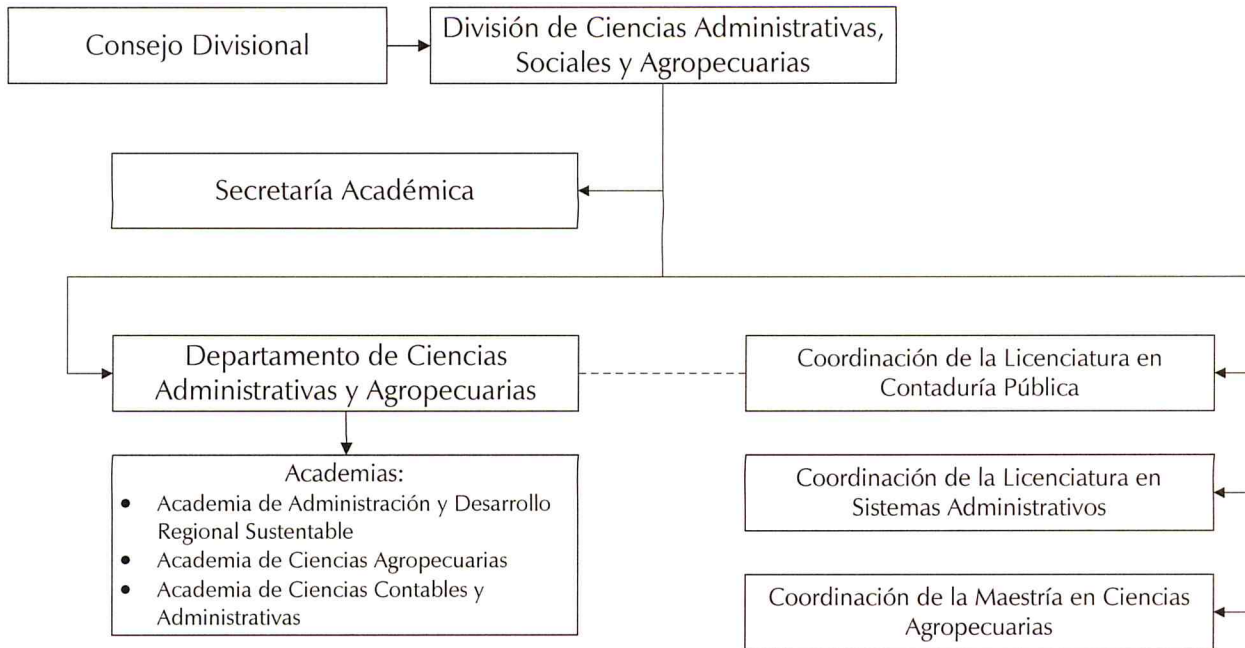 Consejo Divisional
División de Ciencias Administrativas,
Sociales y Agropecuarias
Secretaría Académica
Departamento de Ciencias
Administrativas y Agropecuarias
Coordinación de la Licenciatura en
Contaduría Pública
Academias:
• Academia de Administración y Desarrollo
Regional Sustentable
• Academia de Ciencias Agropecuarias
• Academia de Ciencias Contables y
Administrativas
Coordinación de la Licenciatura en
Sistemas Administrativos
Coordinación de la Maestría en Ciencias
Agropecuarias